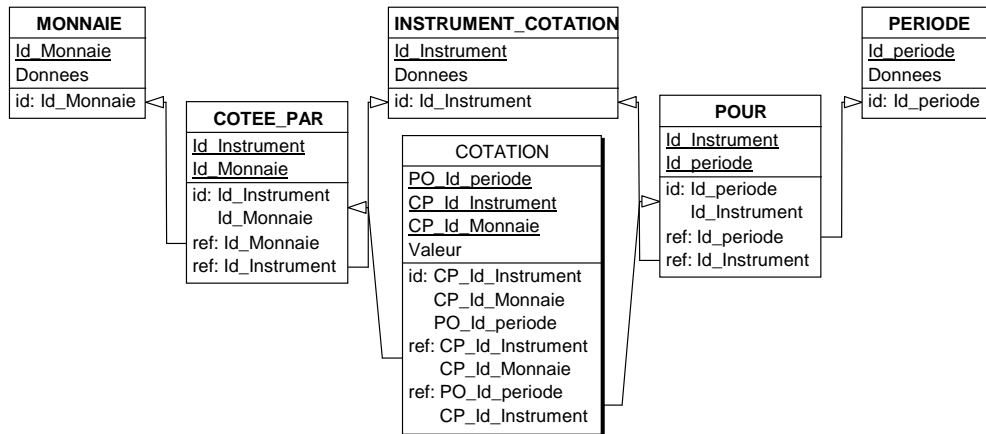 MONNAIE
Id_Monnaie
Donnees
id: Id_Monnaie
INSTRUMENT_COTATION
Id_Instrument
Donnees
id: Id_Instrument
PERIODE
Id_periode
Donnees
id: Id_periode
COTEE_PAR
Id_Instrument
Id_Monnaie
id: Id_Instrument
Id_Monnaie
ref: Id_Monnaie
ref: Id_Instrument
COTATION
PO_Id_periode
CP_Id_Instrument
CP_Id_Monnaie
Valeur
id: CP_Id_Instrument
CP_Id_Monnaie
PO_Id_periode
ref: CP_Id_Instrument
CP_Id_Monnaie
ref: PO_Id_periode
CP_Id_Instrument
POUR
Id_Instrument
Id_periode
id: Id_periode
Id_Instrument
ref: Id_periode
ref: Id_Instrument